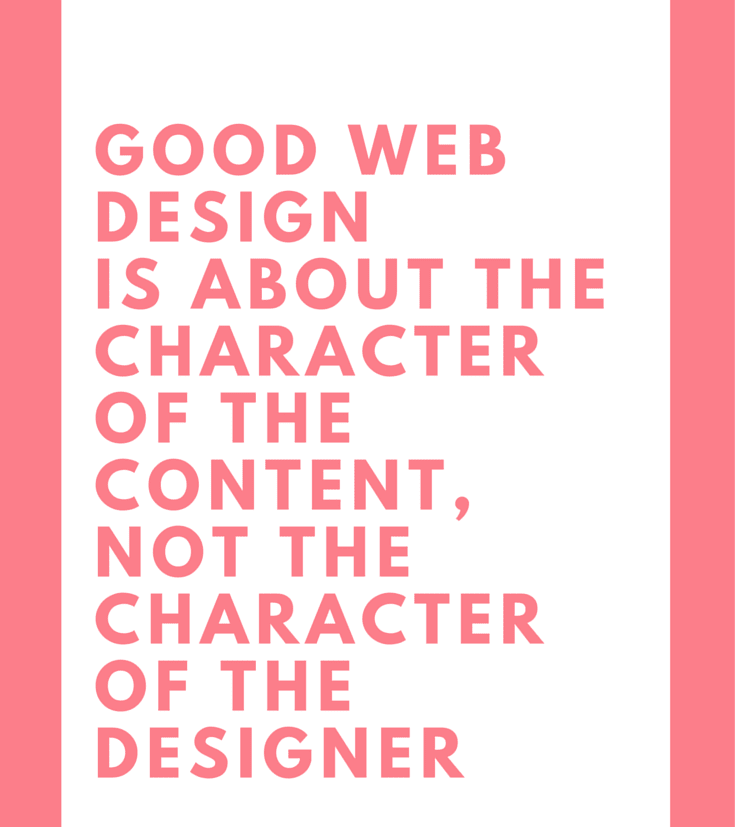 GOOD WEB
DESIGN
IS ABOUT THE
CHARACTER
OF THE
CONTENT,
NOT THE
CHARACTER
OF THE
DESIGNER